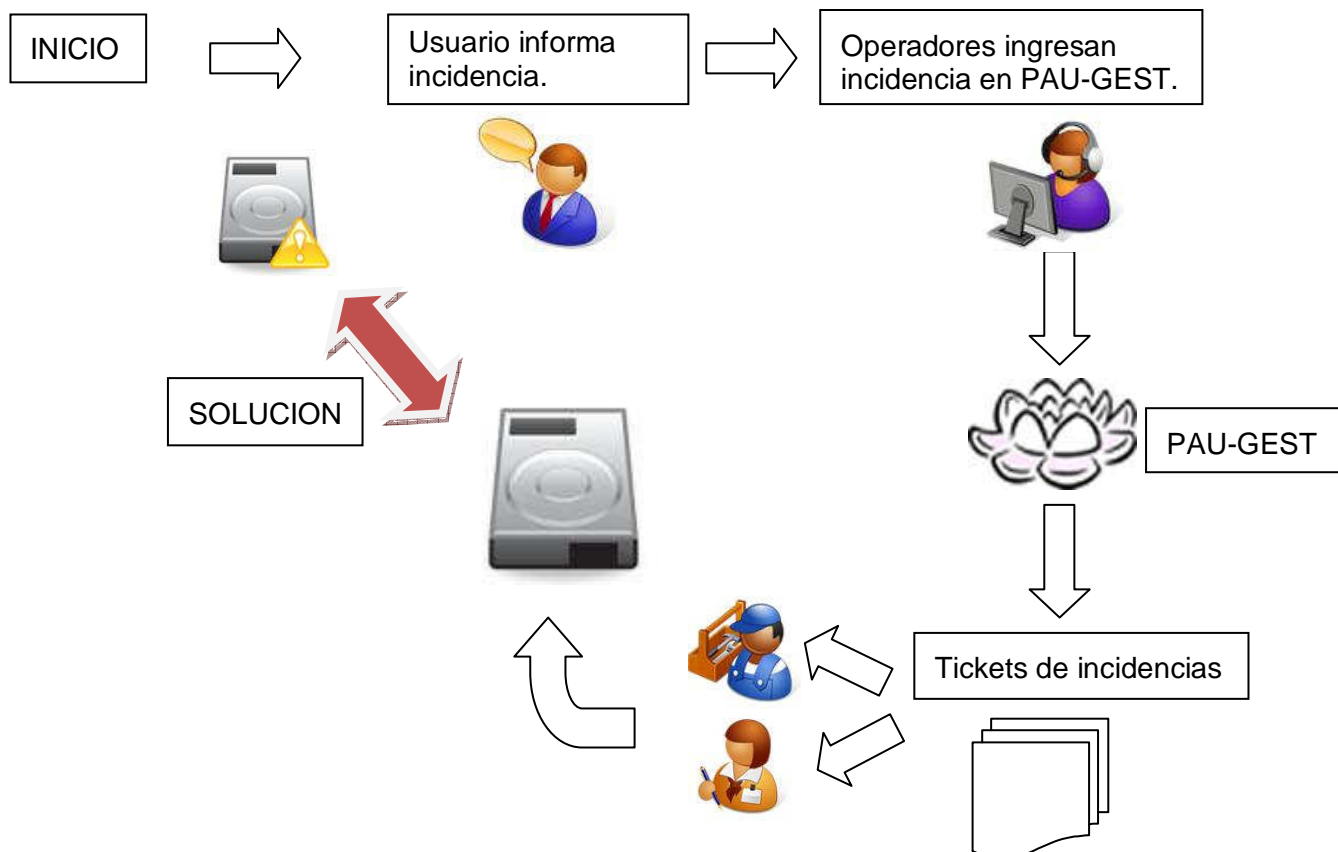 INICIO
Usuario informa
incidencia.
Operadores ingresan
incidencia en PAU-GEST.
SOLUCION
PAU-GEST
Tickets de incidencias